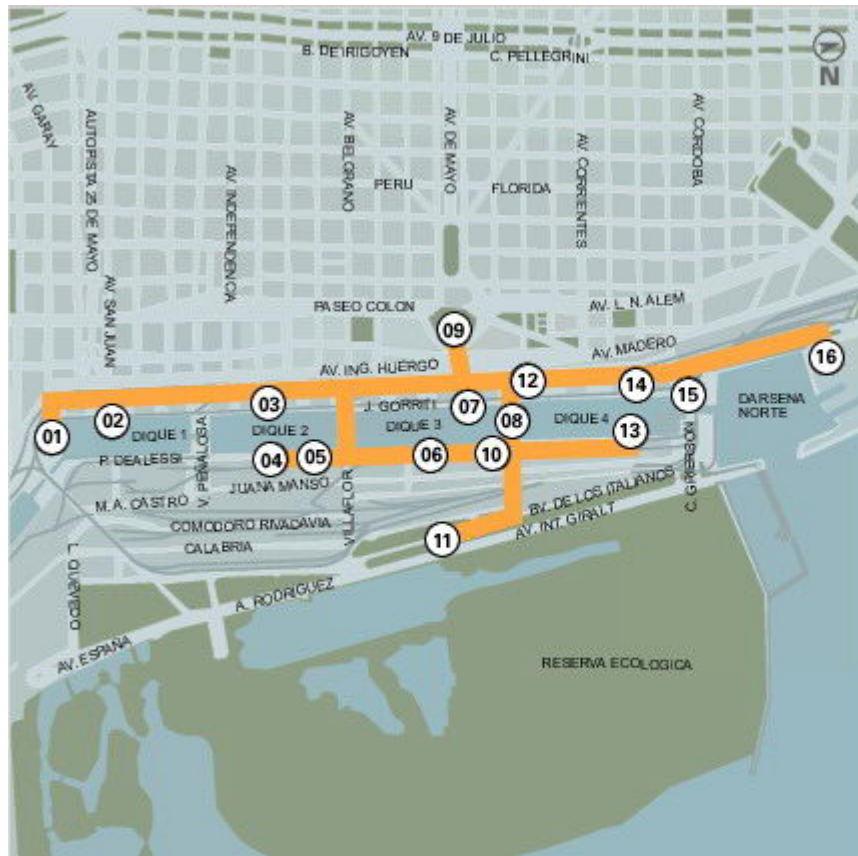 AV. 9 DE JULIO
B. DE IRIGOYEN
C. PELLEGRINI
N
AV. GARAY
AUTOPISTA 25 DE MAYO
AV. INDEPENDENCIA
AV. BELGRANO
AV. DE MAYO
AV. CORRIENTES
AV. CORDOBA
PERU
FLORIDA
AV. SAN JUAN
PASEO COLON
AV. L. N. ALEM
09
AV. MADERO
16
AV. ING. HUERGO
12
14
15
DARSENA
NORTE
03
J. GORRITI
07
02
01
DIQUE 1
DIQUE 2
DIQUE 3
08
DIQUE 4
13
P. DEALESSI
V. PEÑALOSA
04
05
06
10
JUANA MANSO
VILLAFLOR
C. GRIERSON
M. A. CASTRO
BV. DE LOS ITALIANOS
COMODORO RIVADAVIA
AV. INT. GIRALT
CALABRIA
11
L. QUEVEDO
A. RODRIGUEZ
AV. ESPAÑA
RESERVA ECOLOGICA